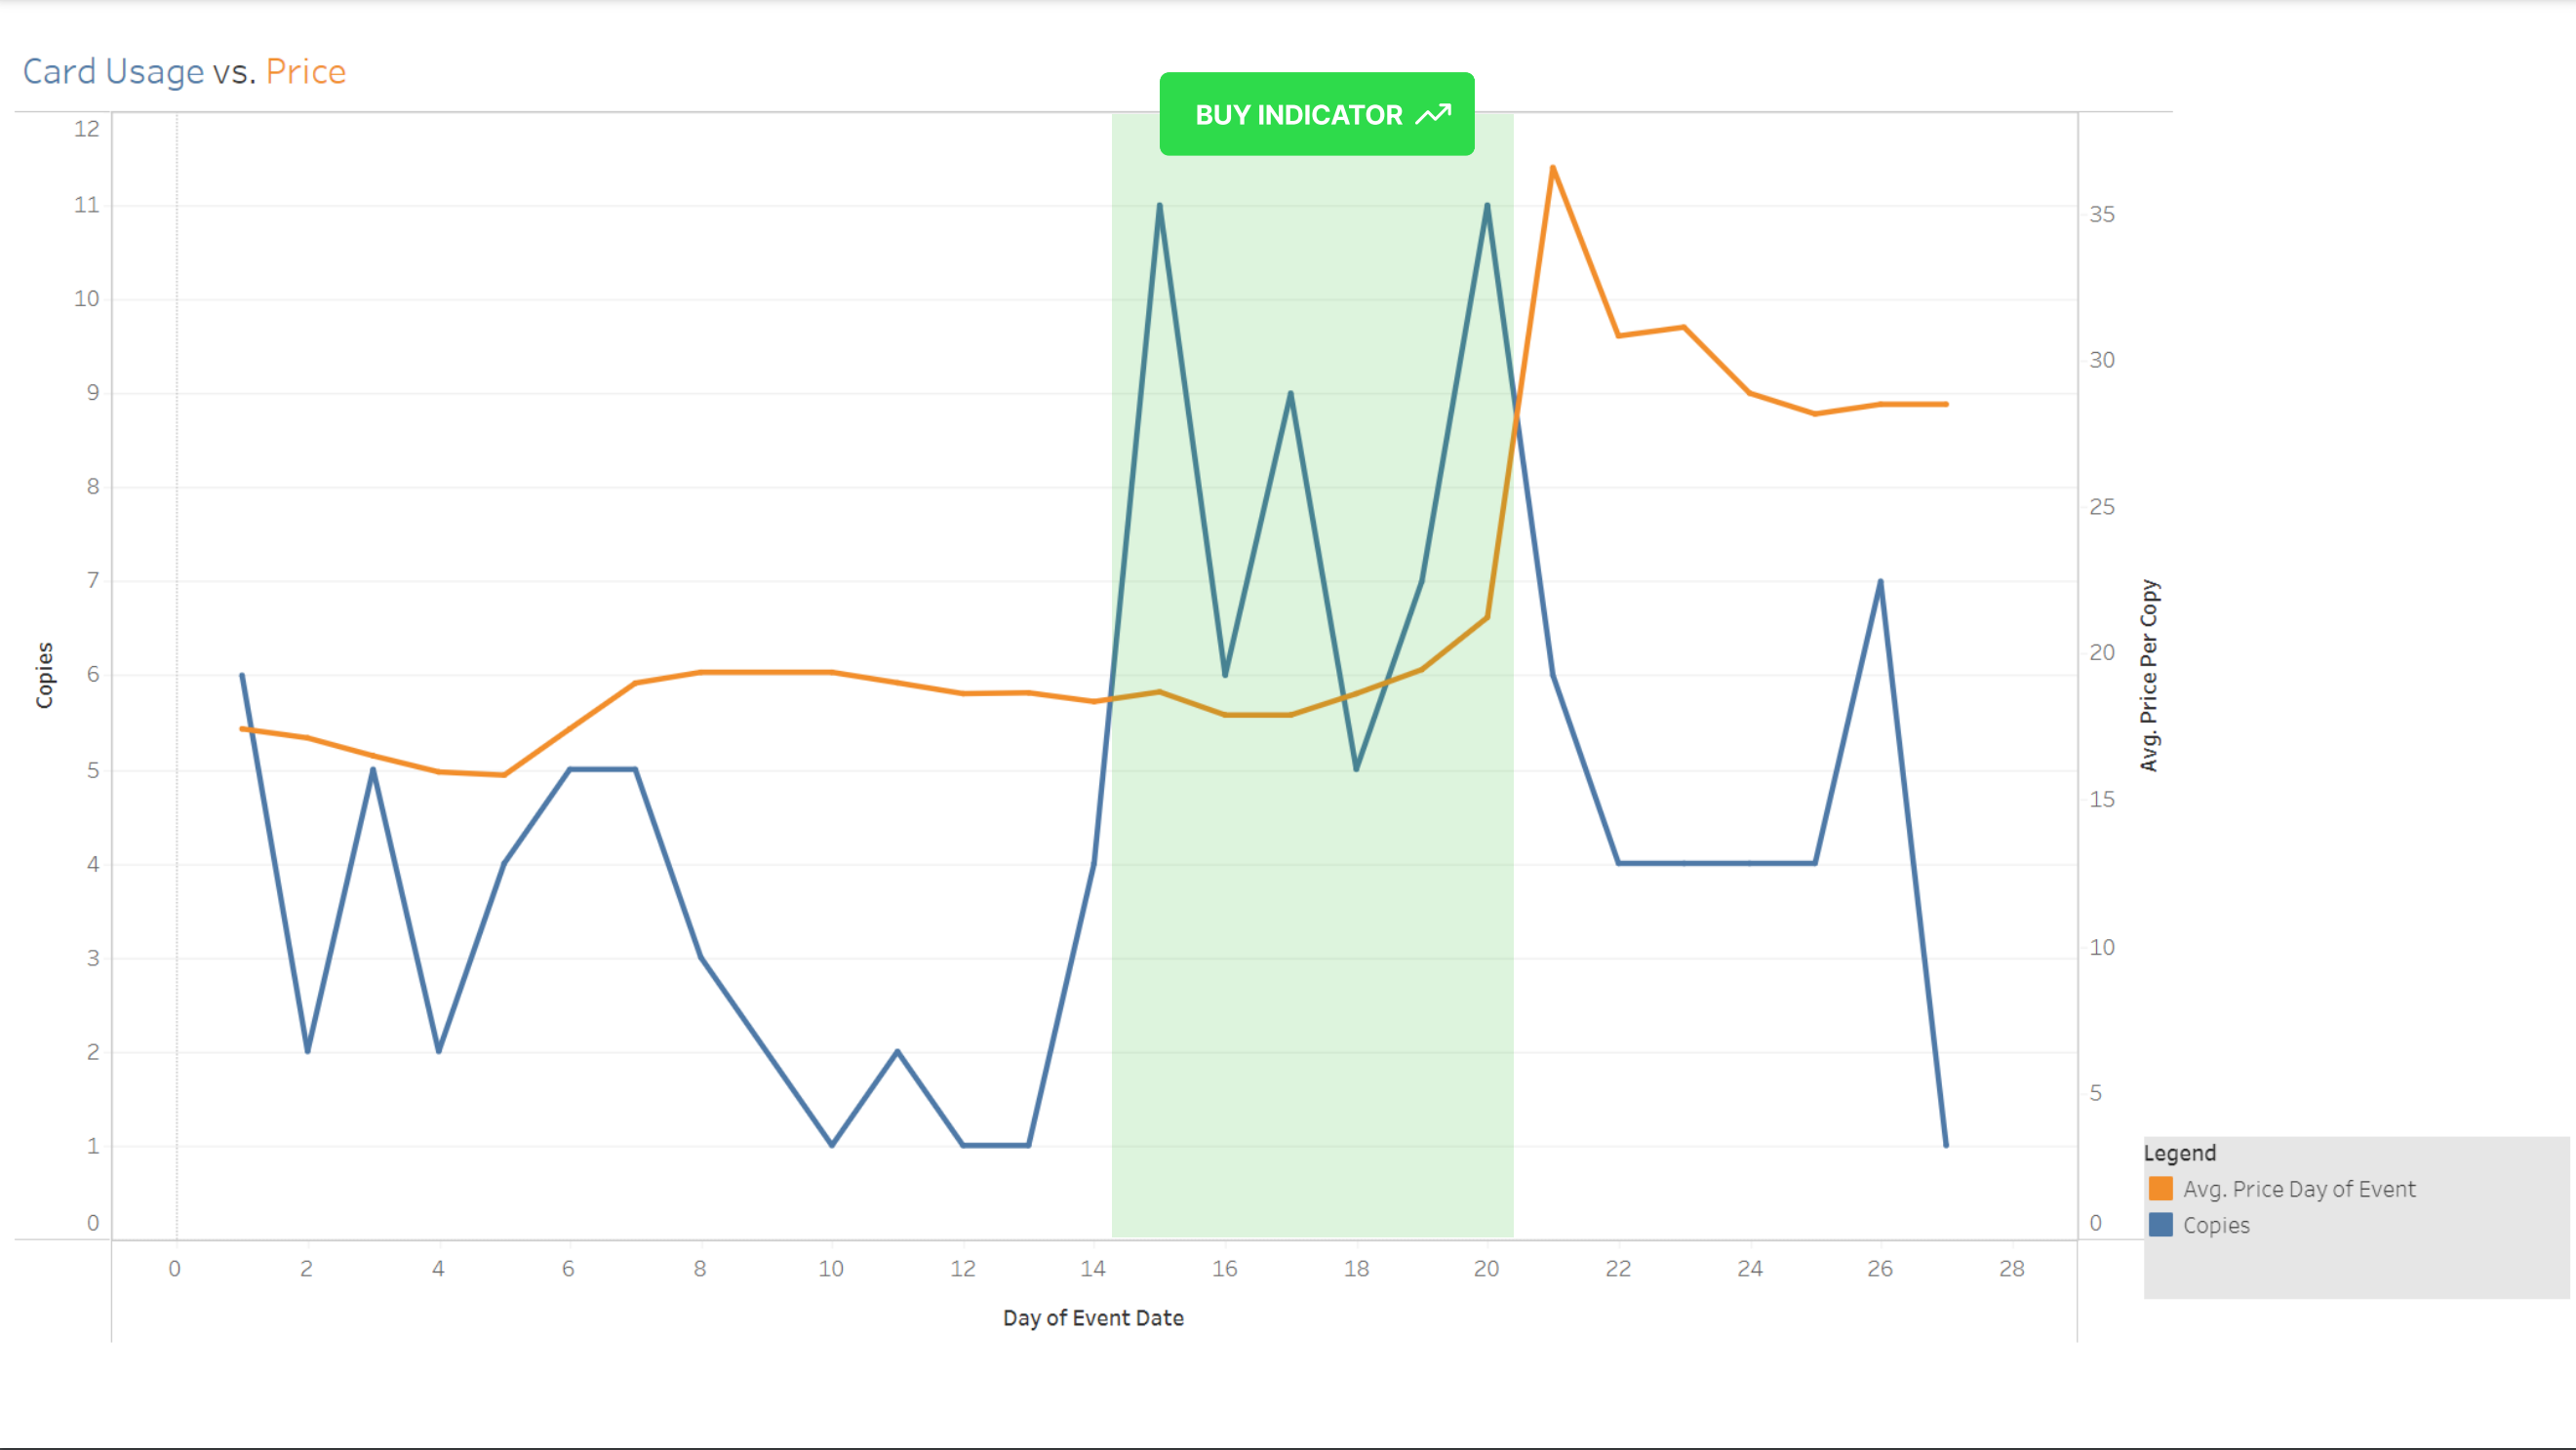 Card Usage vs. Price
BUY INDICATOR
12
11
10
9
8
7
6
5
4
3
2
1
0
Copies
35
30
25
20
15
10
5
0
Avg. Price Per Copy
0 2 4 6 8 10 12 14 16 18 20 22 24 26 28
Day of Event Date
Legend
Avg. Price Day of Event
Copies